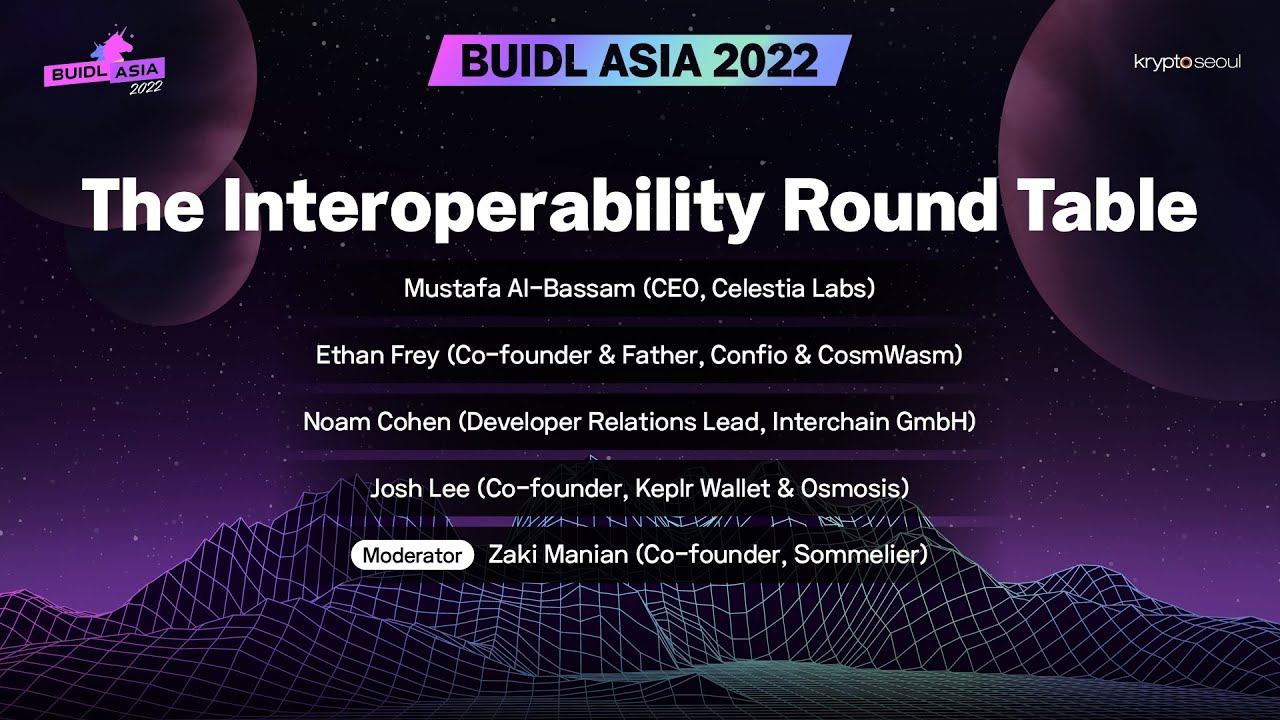 BUIDL ASIA
2022
BUIDL ASIA 2022
kryptoseoul
The Interoperability Round Table
Mustafa Al-Bassam (CEO, Celestia Labs)
Ethan Frey (Co-founder & Father, Confio & CosmWasm)
Noam Cohen (Developer Relations Lead, Interchain GmbH)
Josh Lee (Co-founder, Keplr Wallet & Osmosis)
Moderator Zaki Manian (Co-founder, Sommelier)